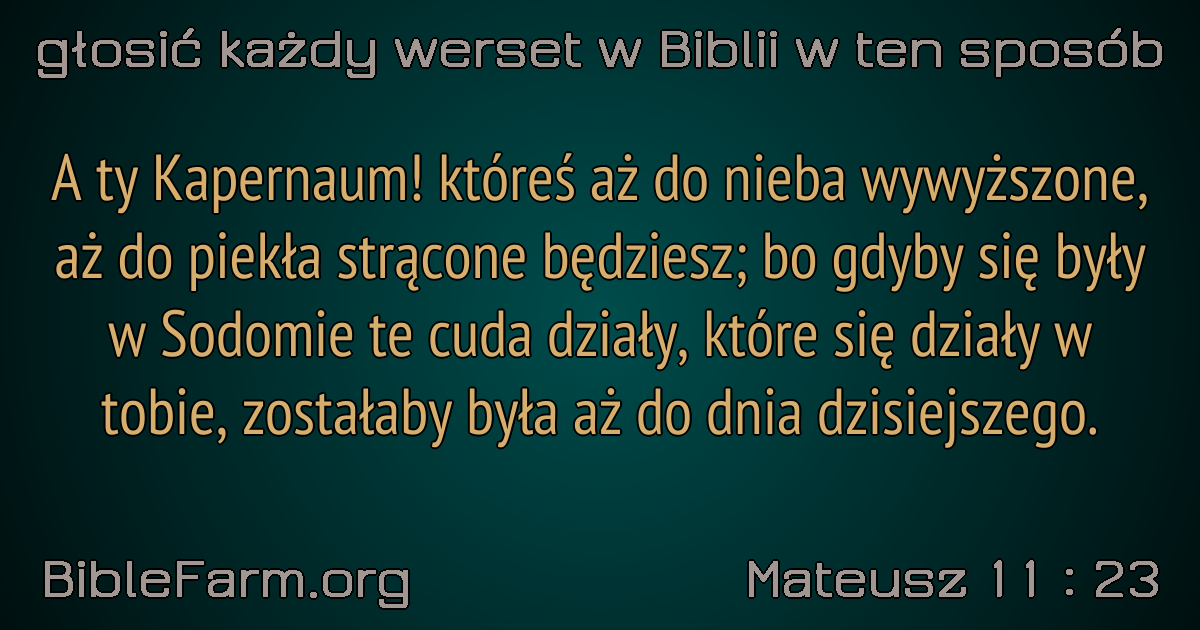 głosić każdy werset w Biblii w ten sposób
A ty Kapernaum! któreś aż do nieba wywyższone,
aż do piekła strącone będziesz; bo gdyby się były
w Sodomie te cuda działy, które się działy w
tobie, zostałaby była aż do dnia dzisiejszego.
BibleFarm.org
Mateusz 11 : 23